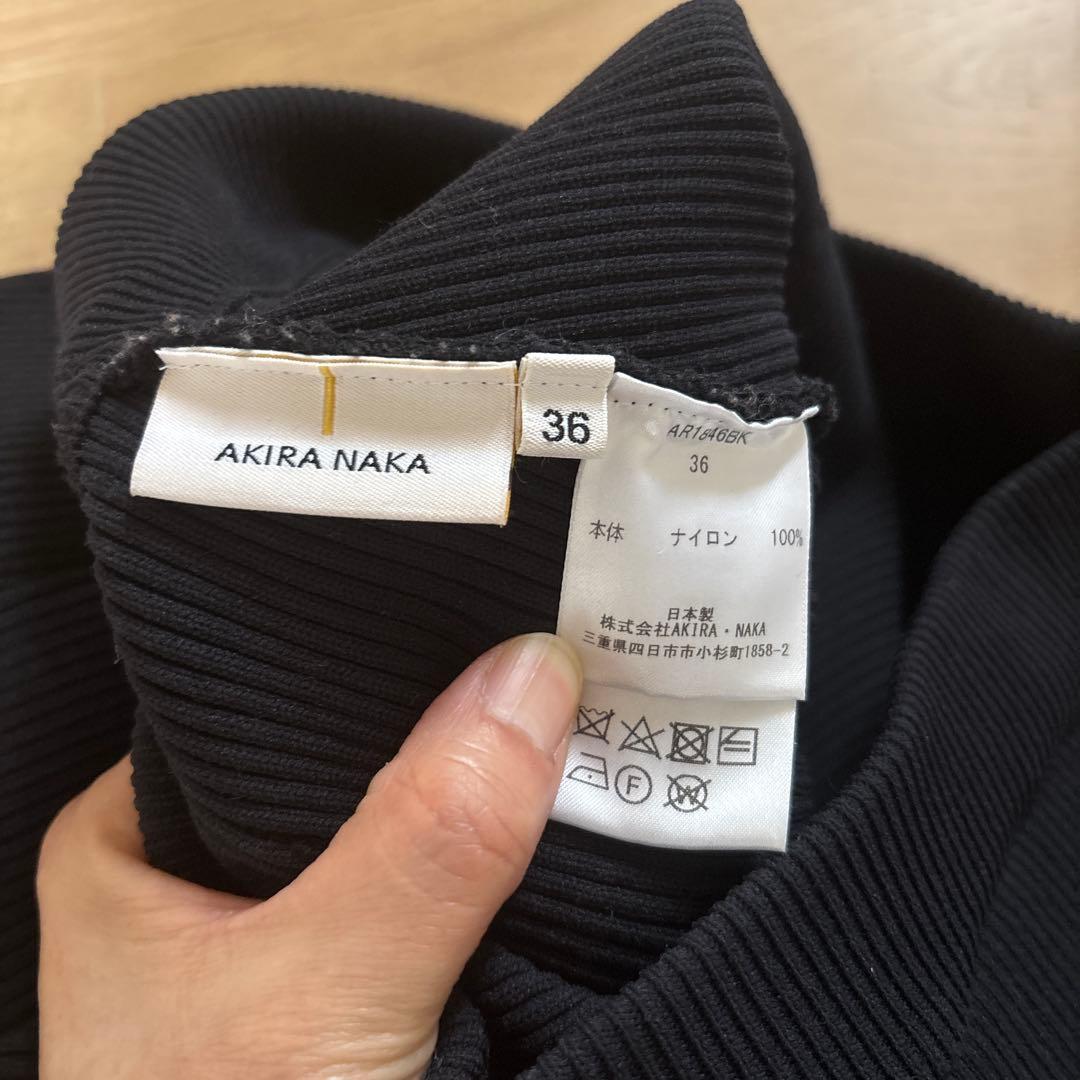 AKIRA NAKA
36
AR1846BK
36
本体 ナイロン 100%
日本製
株式会社AKIRA・NAKA
三重県四日市市小杉町1858-2
F
W